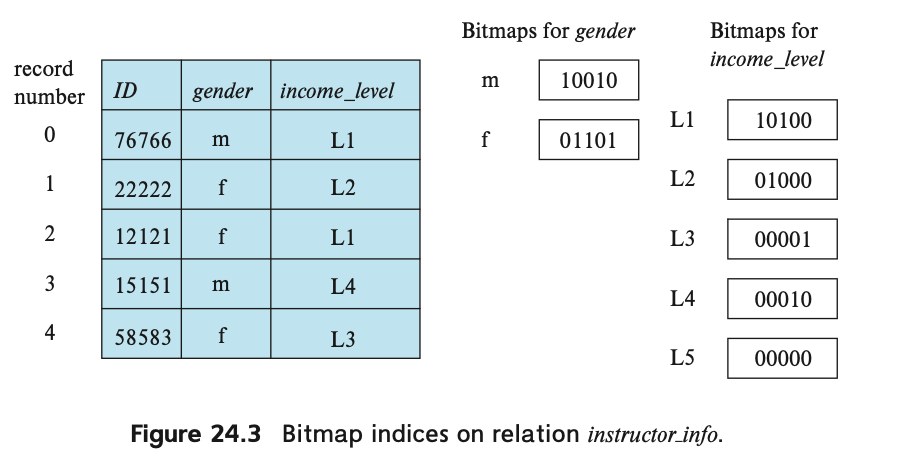 Bitmaps for gender
Bitmaps for
income_level
record
number
ID gender income_level
m 10010
f 01101
0 76766 m L1
1 22222 f L2
2 12121 f L1
3 15151 m L4
4 58583 f L3
L1 10100
L2 01000
L3 00001
L4 00010
L5 00000
Figure 24.3 Bitmap indices on relation instructor_info.